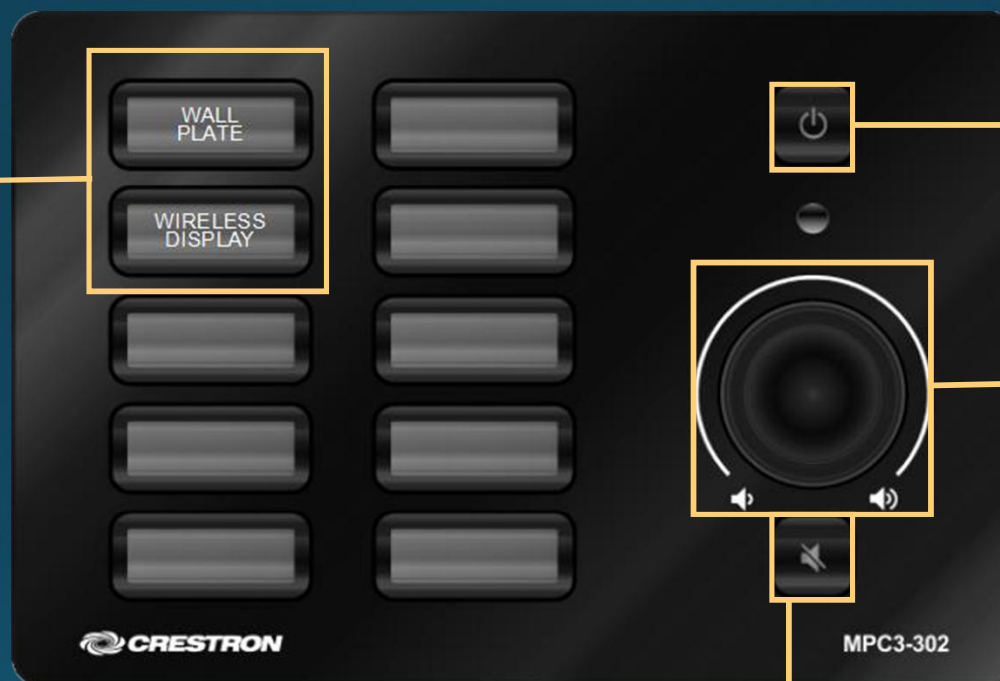 WALL
PLATE
WIRELESS
DISPLAY
CRESTRON
MPC3-302